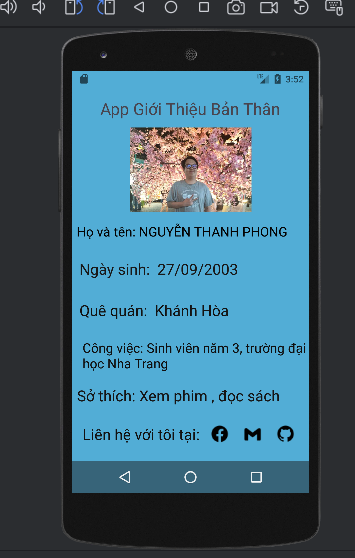 3:52
App Giới Thiệu Bản Thân
Họ và tên: NGUYỄN THANH PHONG
Ngày sinh: 27/09/2003
Quê quán: Khánh Hòa
Công việc: Sinh viên năm 3, trường đại
học Nha Trang
Sở thích: Xem phim , đọc sách
Liên hệ với tôi tại: